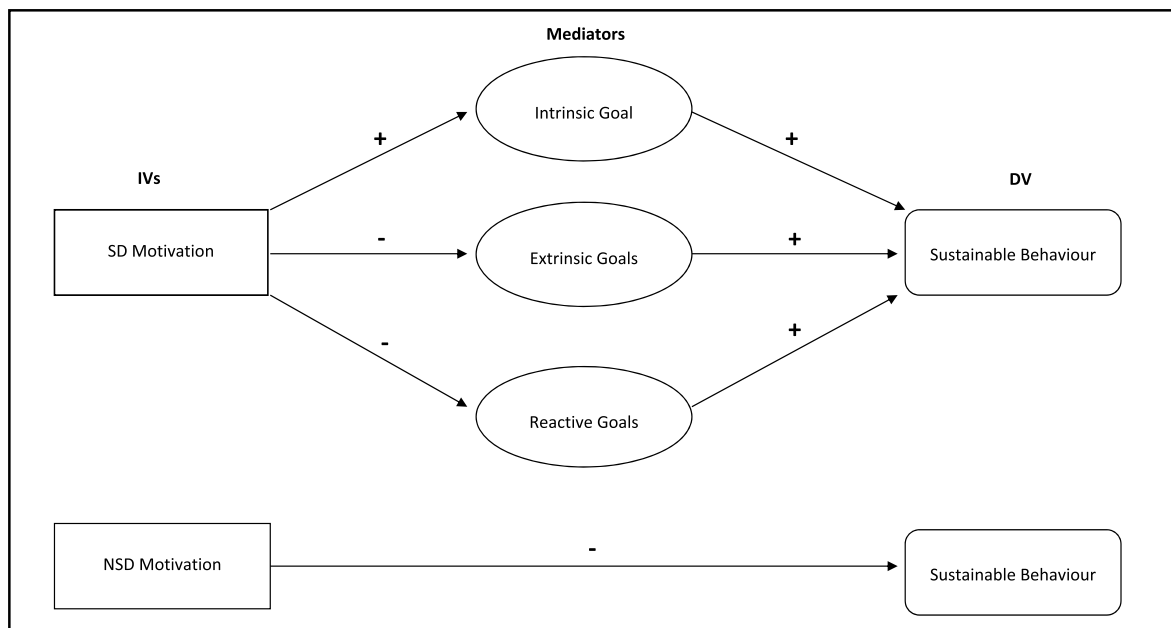 Mediators
Intrinsic Goal
+
+
IVs
DV
SD Motivation
-
Extrinsic Goals
+
Sustainable Behaviour
-
+
Reactive Goals
NSD Motivation
-
Sustainable Behaviour